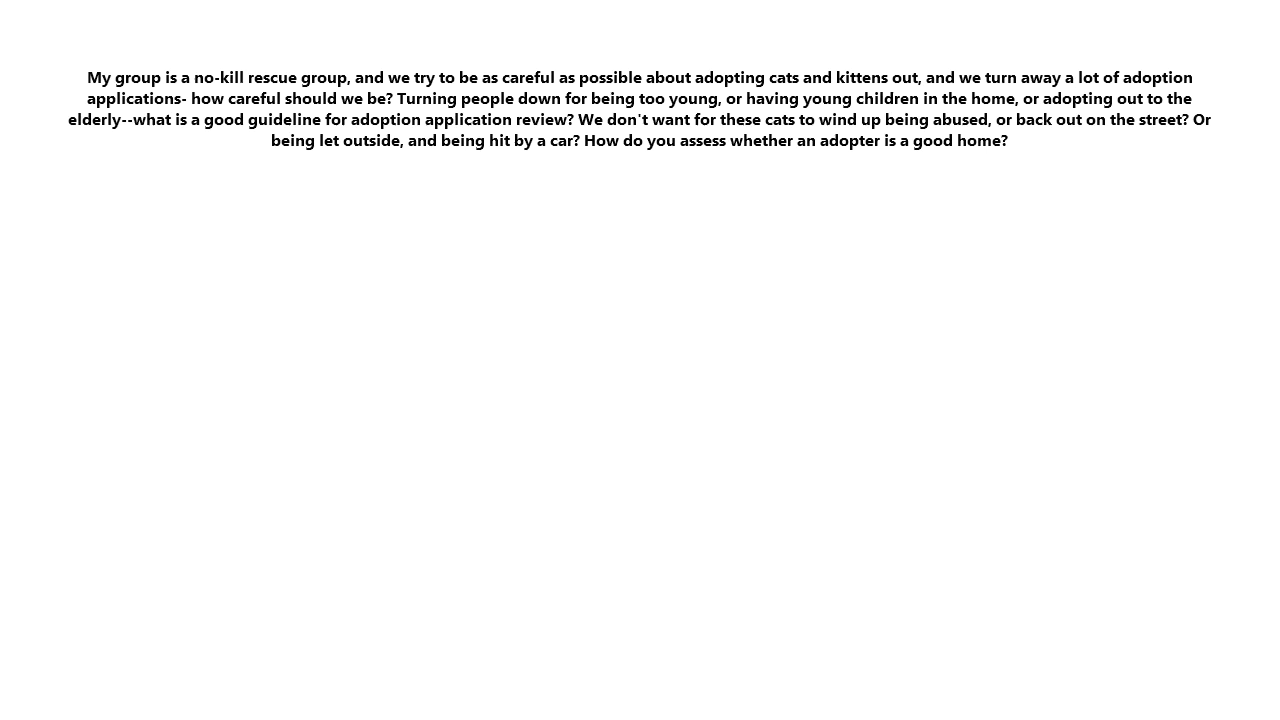 My group is a no-kill rescue group, and we try to be as careful as possible about adopting cats and kittens out, and we turn away a lot of adoption
applications- how careful should we be? Turning people down for being too young, or having young children in the home, or adopting out to the
elderly--what is a good guideline for adoption application review? We don't want for these cats to wind up being abused, or back out on the street? Or
being let outside, and being hit by a car? How do you assess whether an adopter is a good home?